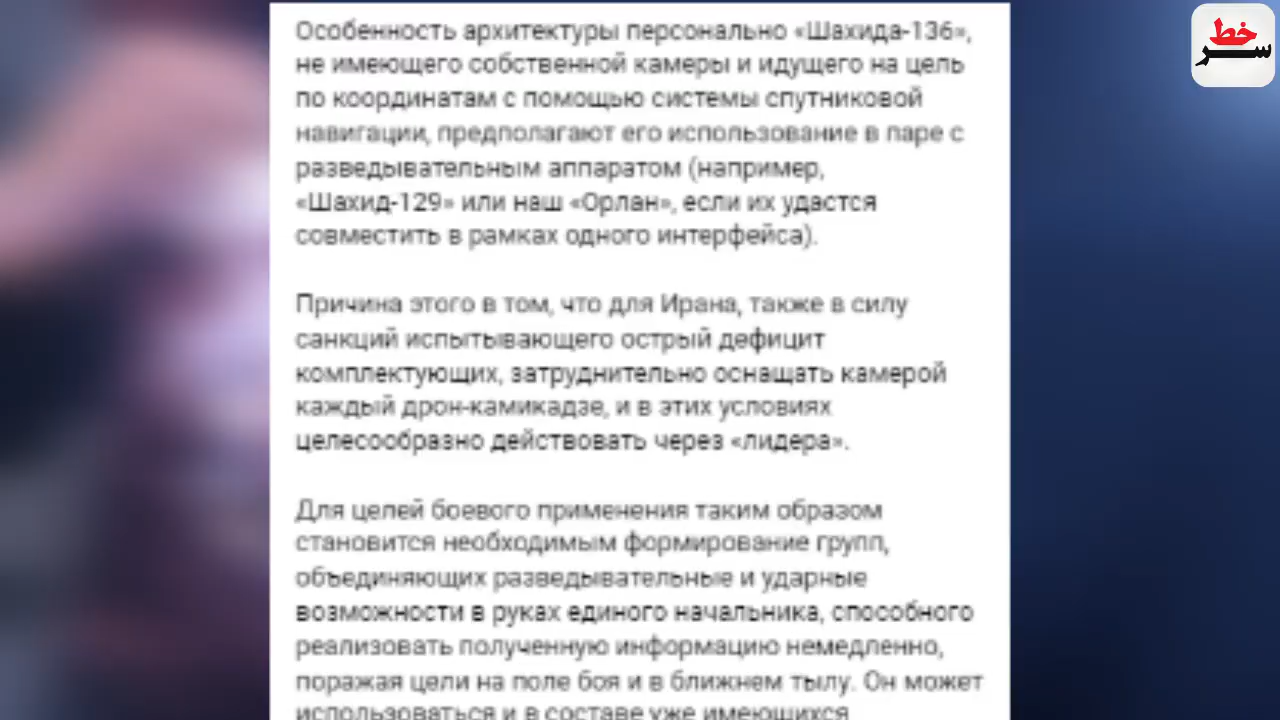 Особенность архитектуры персонально «Шахида-136»,
не имеющего собственной камеры и идущего на цель
по координатам с помощью системы спутниковой
навигации, предполагают его использование в паре с
разведывательным аппаратом (например,
«Шахид-129» или наш «Орлан», если их удастся
совместить в рамках одного интерфейса).
Причина этого в том, что для Ирана, также в силу
санкций испытывающего острый дефицит
комплектующих, затруднительно оснащать камерой
каждый дрон-камикадзе, и в этих условиях
целесообразно действовать через «лидера».
Для целей боевого применения таким образом
становится необходимым формирование групп,
объединяющих разведывательные и ударные
возможности в руках единого начальника, способного
реализовать полученную информацию немедленно,
поражая цели на поле боя и в ближнем тылу. Он может
использоваться и в составе уже имеющихся
خط
سر